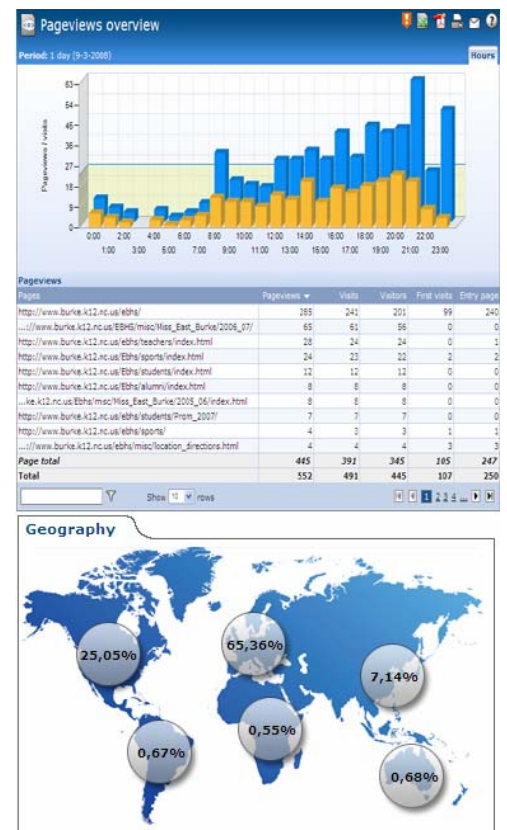 Pageviews overview
Period: 1 day (9-3-2008)
Hours
Pageviews / visits
63
54
45
36
27
18
9
0
0:00 2:00 4:00 6:00 8:00 10:00 12:00 14:00 16:00 18:00 20:00 22:00
1:00 3:00 5:00 7:00 9:00 11:00 13:00 15:00 17:00 19:00 21:00 23:00
Pageviews
Pages Pageviews Visits Visitors First visits Entry page
http://www.burke.k12.nc.us/ebhs/ 285 241 201 99 240
...://www.burke.k12.nc.us/EBHS/misc/Miss_East_Burke/2006_07/ 65 61 56 0 0
http://www.burke.k12.nc.us/ebhs/teachers/index.html 28 24 24 0 1
http://www.burke.k12.nc.us/Ebhs/sports/index.html 24 23 22 2 2
http://www.burke.k12.nc.us/Ebhs/students/index.html 12 12 12 0 0
http://www.burke.k12.nc.us/Ebhs/alumni/index.html 8 8 8 0 0
...ke.k12.nc.us/Ebhs/misc/Miss_East_Burke/2005_06/index.html 8 8 8 0 0
http://www.burke.k12.nc.us/ebhs/students/Prom_2007/ 7 7 7 0 0
http://www.burke.k12.nc.us/ebhs/sports/ 4 3 3 1 1
...://www.burke.k12.nc.us/ebhs/misc/location_directions.html 4 4 4 3 3
Page total 445 391 345 105 247
Total 552 491 445 107 250
Show 10 rows 1 2 3 4 ...
Geography
25,05%
65,36%
7,14%
0,55%
0,67%
0,68%